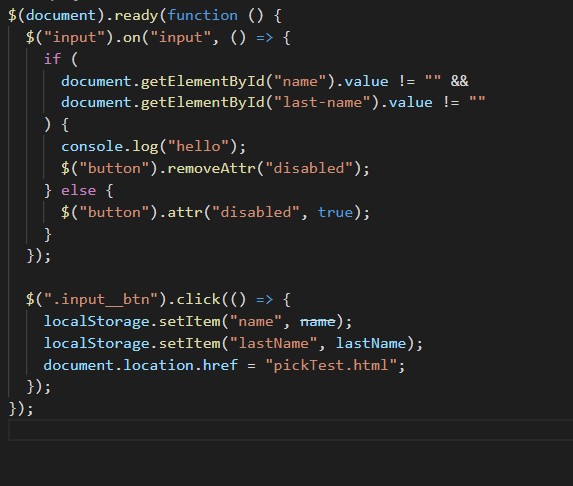 $(document).ready(function () {
  $("input").on("input", () => {
    if (
      document.getElementById("name").value != "" &&
      document.getElementById("last-name").value != ""
    ) {
      console.log("hello");
      $("button").removeAttr("disabled");
    } else {
      $("button").attr("disabled", true);
    }
  });

  $(".input__btn").click(() => {
    localStorage.setItem("name", name);
    localStorage.setItem("lastName", lastName);
    document.location.href = "pickTest.html";
  });
});